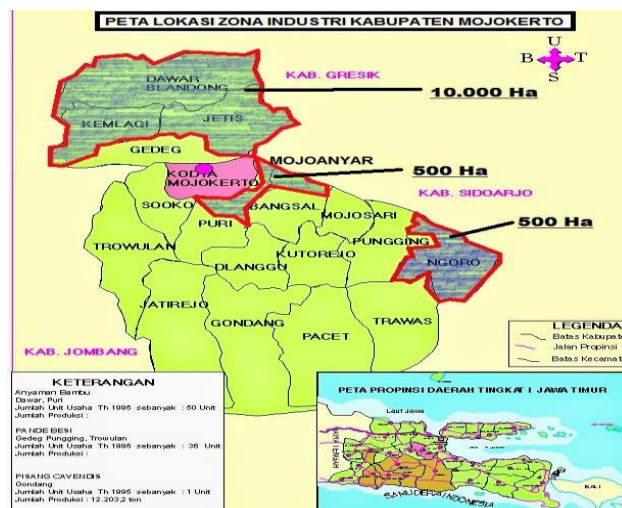 PETA LOKASI ZONA INDUSTRI KABUPATEN MOJOKERTO
U
B T
S
KAB. GRESIK
DAWAR
BLANDONG
10.000 Ha
KEMLAGI
JETIS
GEDEG
MOJOANYAR
KODYA
MOJOKERTO
500 Ha
KAB. SIDOARJO
SOOKO
BANGSAL
MOJOSARI
500 Ha
PURI
TROWULAN
PUNGGING
KUTOREJO
NGORO
DLANGGU
JATIREJO
GONDANG
PACET
TRAWAS
KAB. JOMBANG
LEGENDA
Batas Kabupate
Jalan Propinsi
Batas Kecamata
KETERANGAN
Anyaman Bambu
Dawar, Puri
Jumlah Unit Usaha Th 1995 sebanyak : 50 Unit
Jumlah Produksi :
PANDE BESI
Gedeg Pungging, Trowulan
Jumlah Unit Usaha Th 1995 sebanyak : 36 Unit
Jumlah Produksi :
PISANG CAVENDIS
Gondang
Jumlah Unit Usaha Th 1995 sebanyak : 1 Unit
Jumlah Produksi : 12.203,2 ton
PETA PROPINSI DAERAH TINGKAT I JAWA TIMUR
Laut Jawa
BALI
SAMUDERA INDONESIA